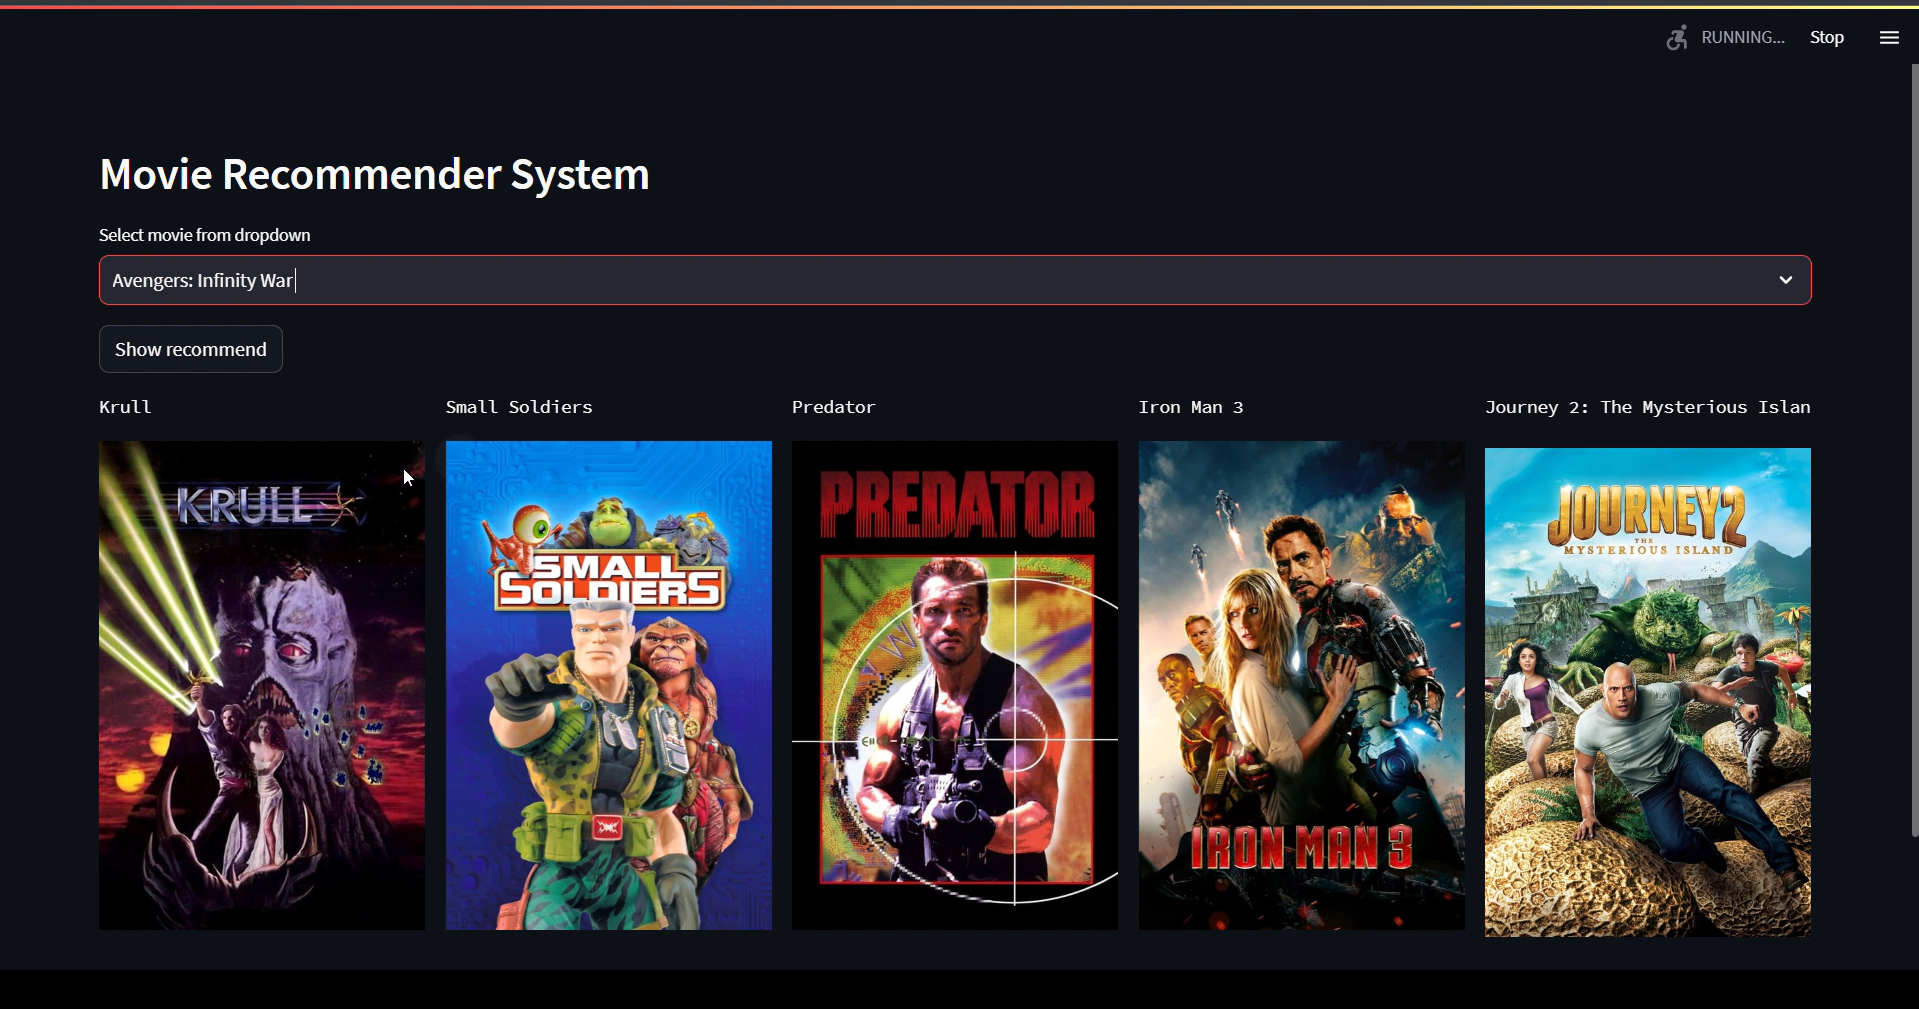 RUNNING...
Stop
Movie Recommender System
Select movie from dropdown
Avengers: Infinity War
Show recommend
Krull
Small Soldiers
Predator
Iron Man 3
Journey 2: The Mysterious Islan
KRULL
SMALL
SOLDIERS
PREDATOR
IRON MAN 3
JOURNEY 2
THE
MYSTERIOUS ISLAND